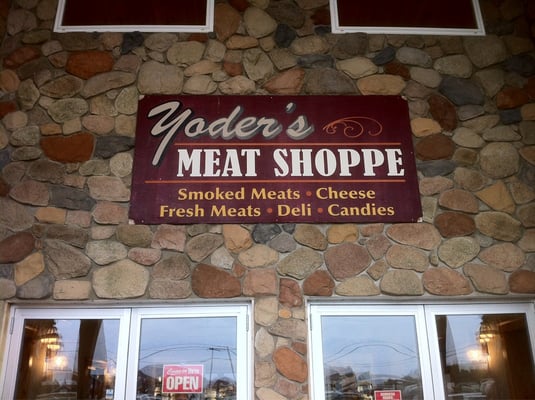 Yoder's
MEAT SHOPPE
Smoked Meats · Cheese
Fresh Meats · Deli · Candies
OPEN